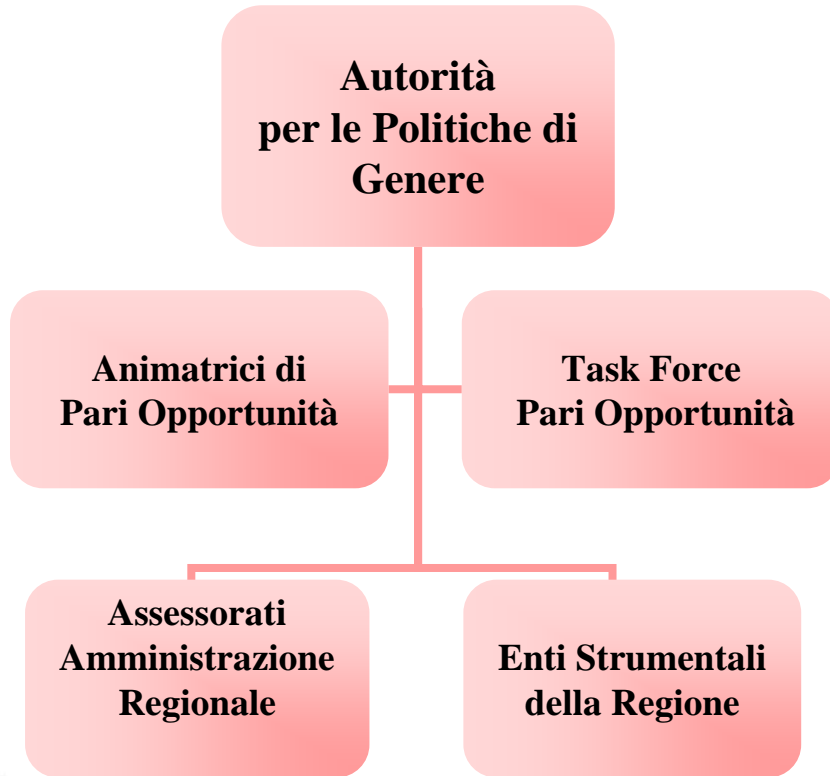 Autorità
per le Politiche di
Genere
Animatrici di
Pari Opportunità
Task Force
Pari Opportunità
Assessorati
Amministrazione
Regionale
Enti Strumentali
della Regione